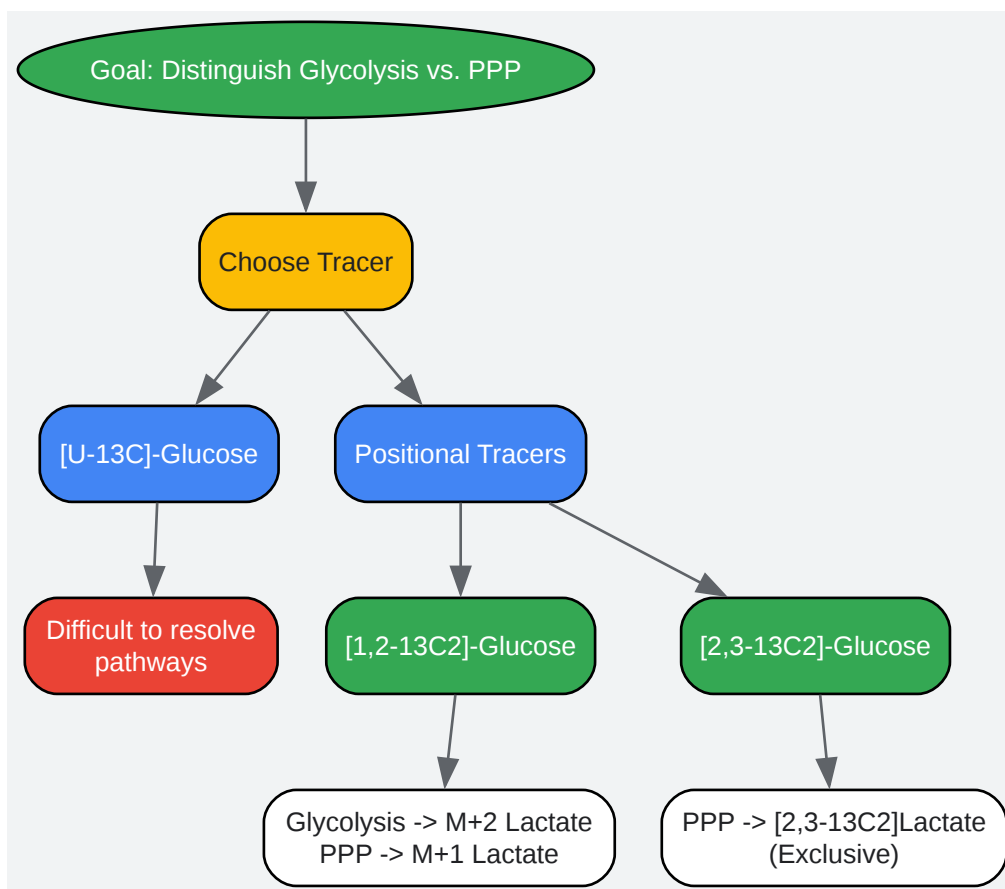 Goal: Distinguish Glycolysis vs. PPP
Choose Tracer
[U-13C]-Glucose
Positional Tracers
Difficult to resolve
pathways
[1,2-13C2]-Glucose
[2,3-13C2]-Glucose
Glycolysis -> M+2 Lactate
PPP -> M+1 Lactate
PPP -> [2,3-13C2]Lactate
(Exclusive)